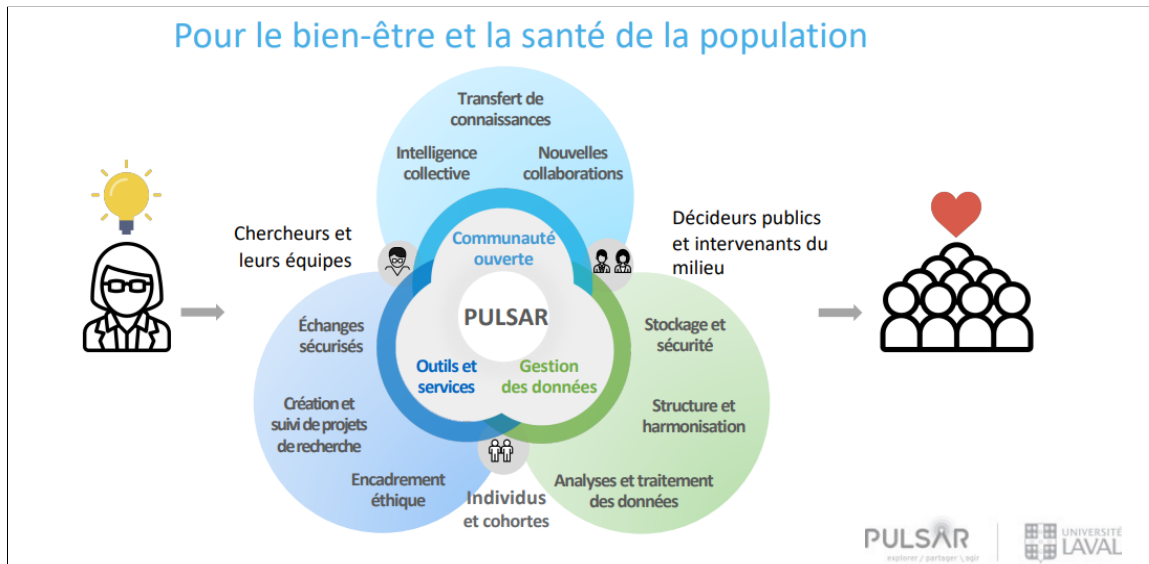 Pour le bien-être et la santé de la population
Transfert de
connaissances
Intelligence
collective
Nouvelles
collaborations
Chercheurs et
leurs équipes
Communauté
ouverte
Décideurs publics
et intervenants du
milieu
PULSAR
Échanges
sécurisés
Outils et
services
Gestion
des données
Stockage et
sécurité
Création et
suivi de projets
de recherche
Structure et
harmonisation
Encadrement
éthique
Individus
et cohortes
Analyses et traitement
des données
PULSAR
explorer / partager \ agir
UNIVERSITÉ
LAVAL